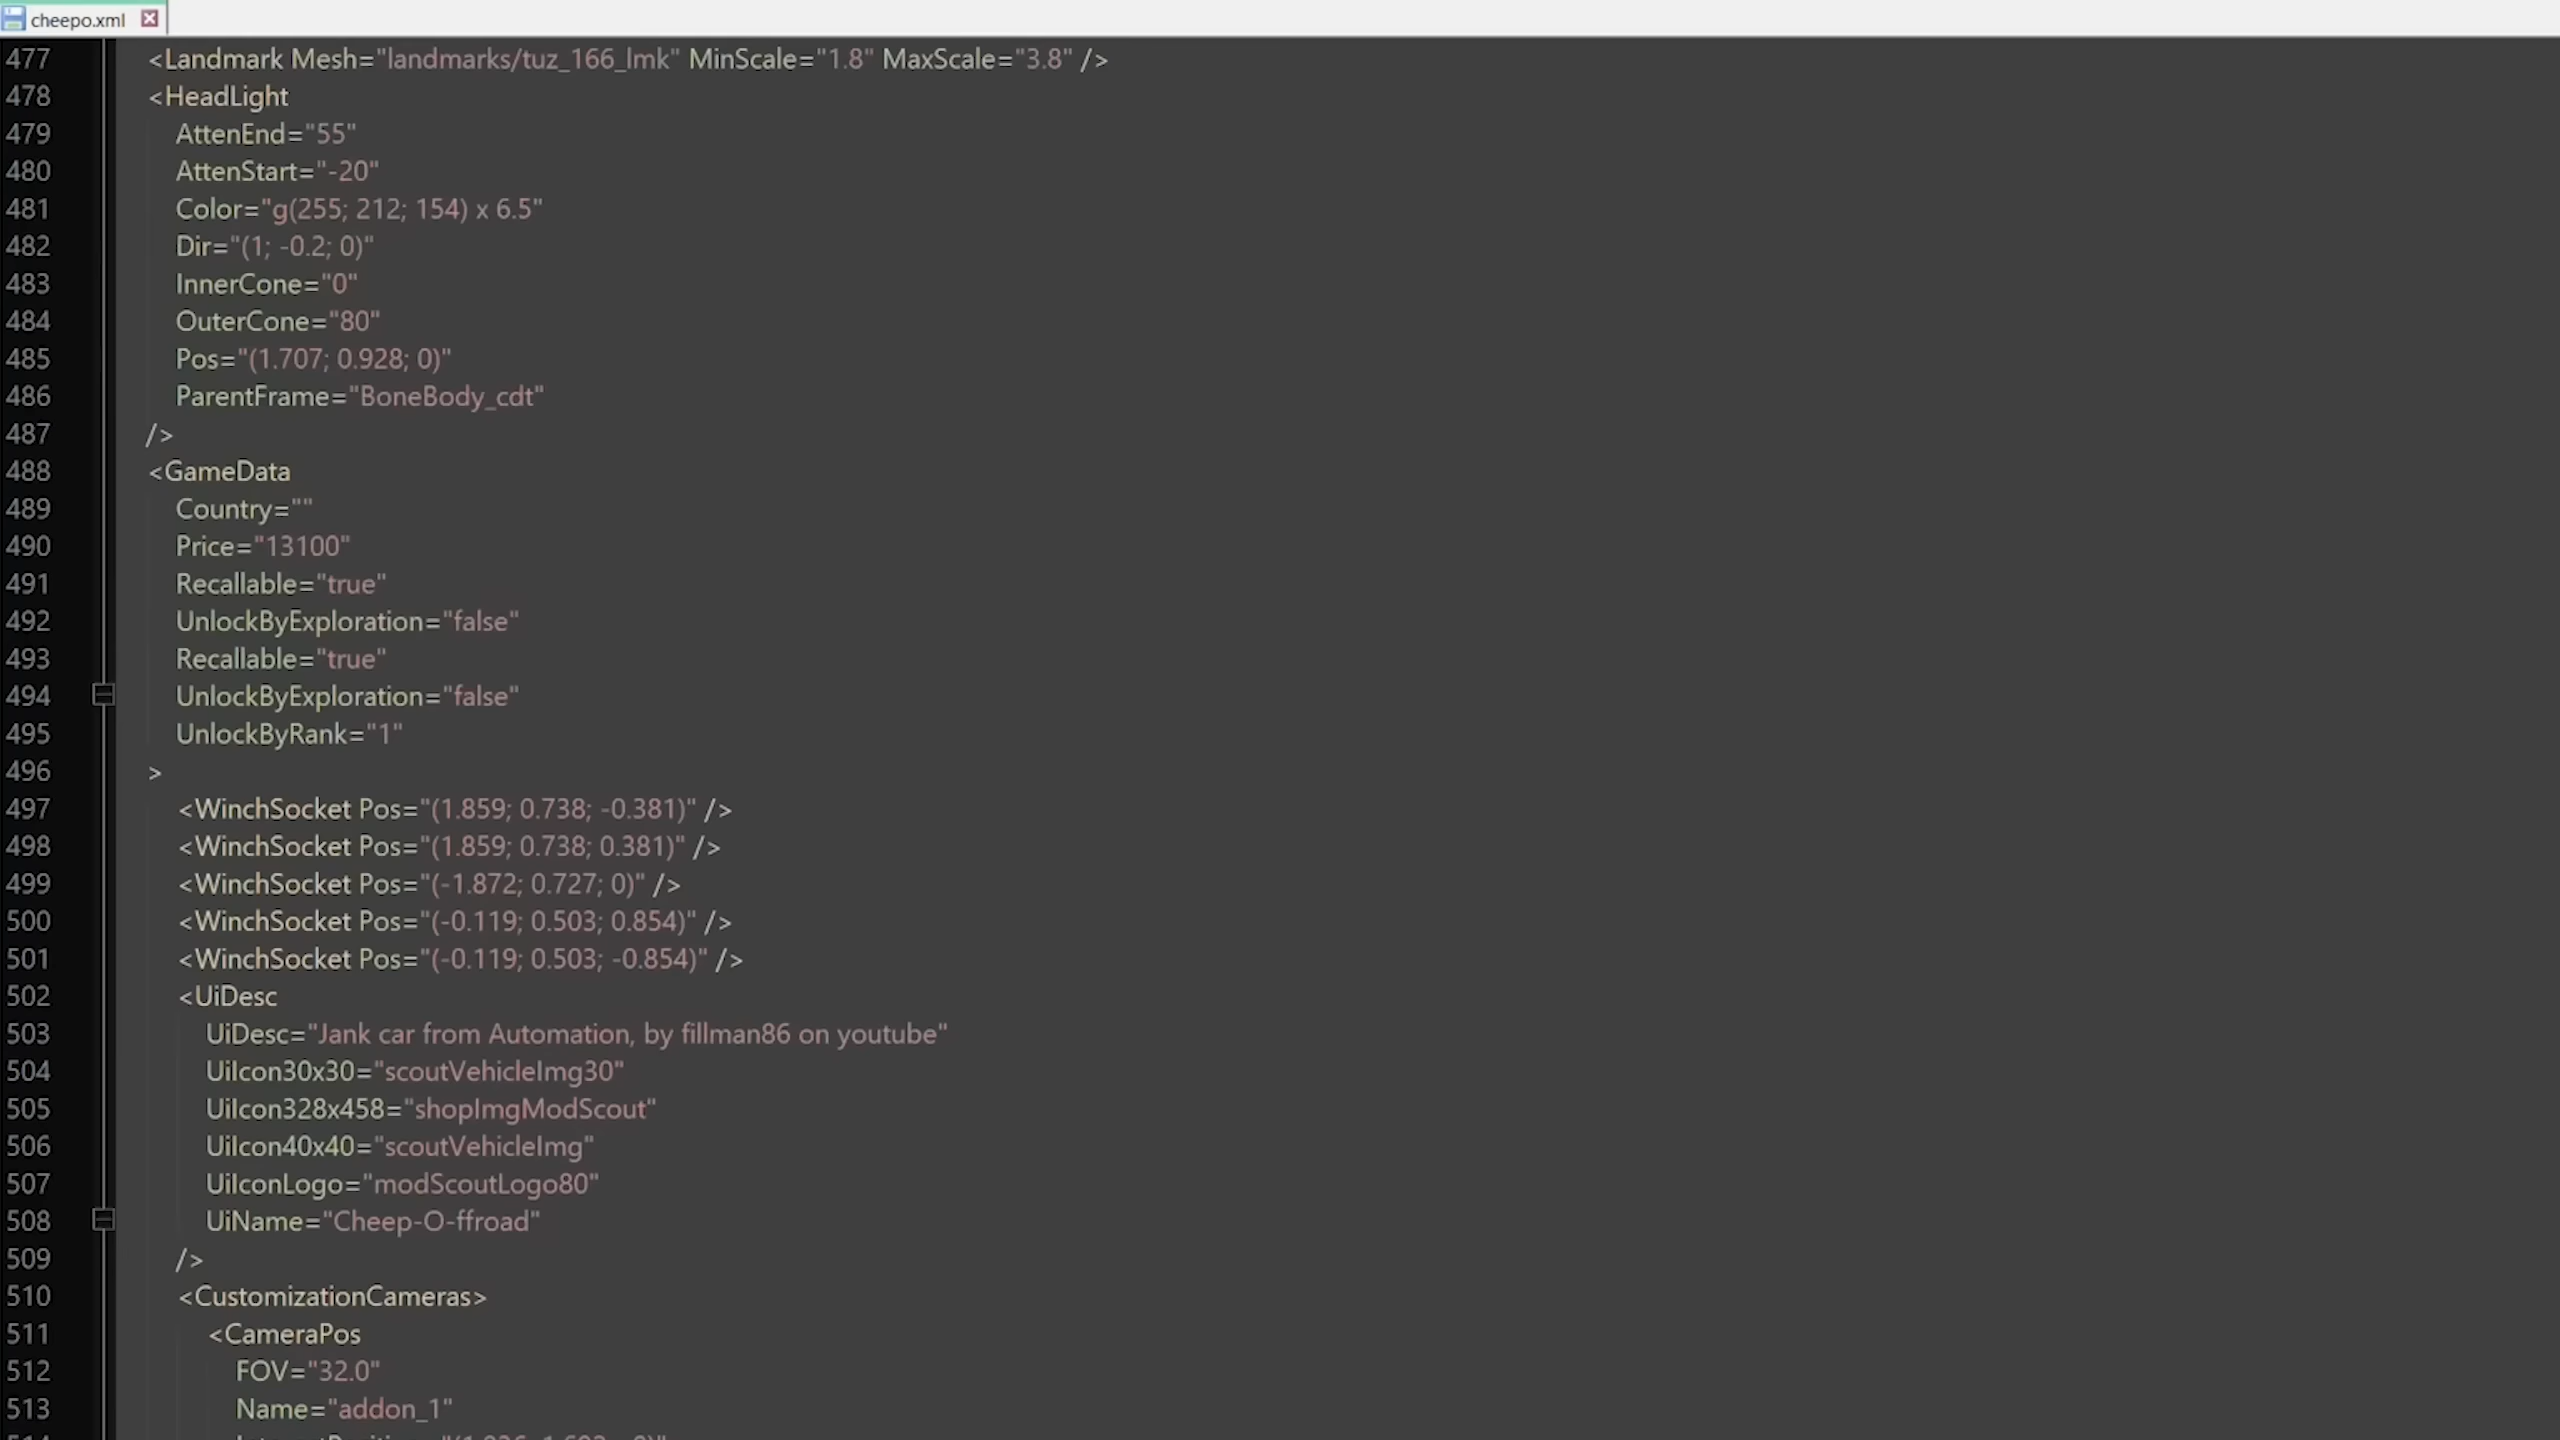 cheepo.xml
477 <Landmark Mesh="landmarks/tuz_166_lmk" MinScale="1.8" MaxScale="3.8" />
478 <HeadLight
479 AttenEnd="55"
480 AttenStart="-20"
481 Color="g(255; 212; 154) x 6.5"
482 Dir="(1; -0.2; 0)"
483 InnerCone="0"
484 OuterCone="80"
485 Pos="(1.707; 0.928; 0)"
486 ParentFrame="BoneBody_cdt"
487 />
488 <GameData
489 Country=""
490 Price="13100"
491 Recallable="true"
492 UnlockByExploration="false"
493 Recallable="true"
494 UnlockByExploration="false"
495 UnlockByRank="1"
496 >
497 <WinchSocket Pos="(1.859; 0.738; -0.381)" />
498 <WinchSocket Pos="(1.859; 0.738; 0.381)" />
499 <WinchSocket Pos="(-1.872; 0.727; 0)" />
500 <WinchSocket Pos="(-0.119; 0.503; 0.854)" />
501 <WinchSocket Pos="(-0.119; 0.503; -0.854)" />
502 <UiDesc
503 UiDesc="Jank car from Automation, by fillman86 on youtube"
504 UiIcon30x30="scoutVehicleImg30"
505 UiIcon328x458="shopImgModScout"
506 UiIcon40x40="scoutVehicleImg"
507 UiIconLogo="modScoutLogo80"
508 UiName="Cheep-O-ffroad"
509 />
510 <CustomizationCameras>
511 <CameraPos
512 FOV="32.0"
513 Name="addon_1"